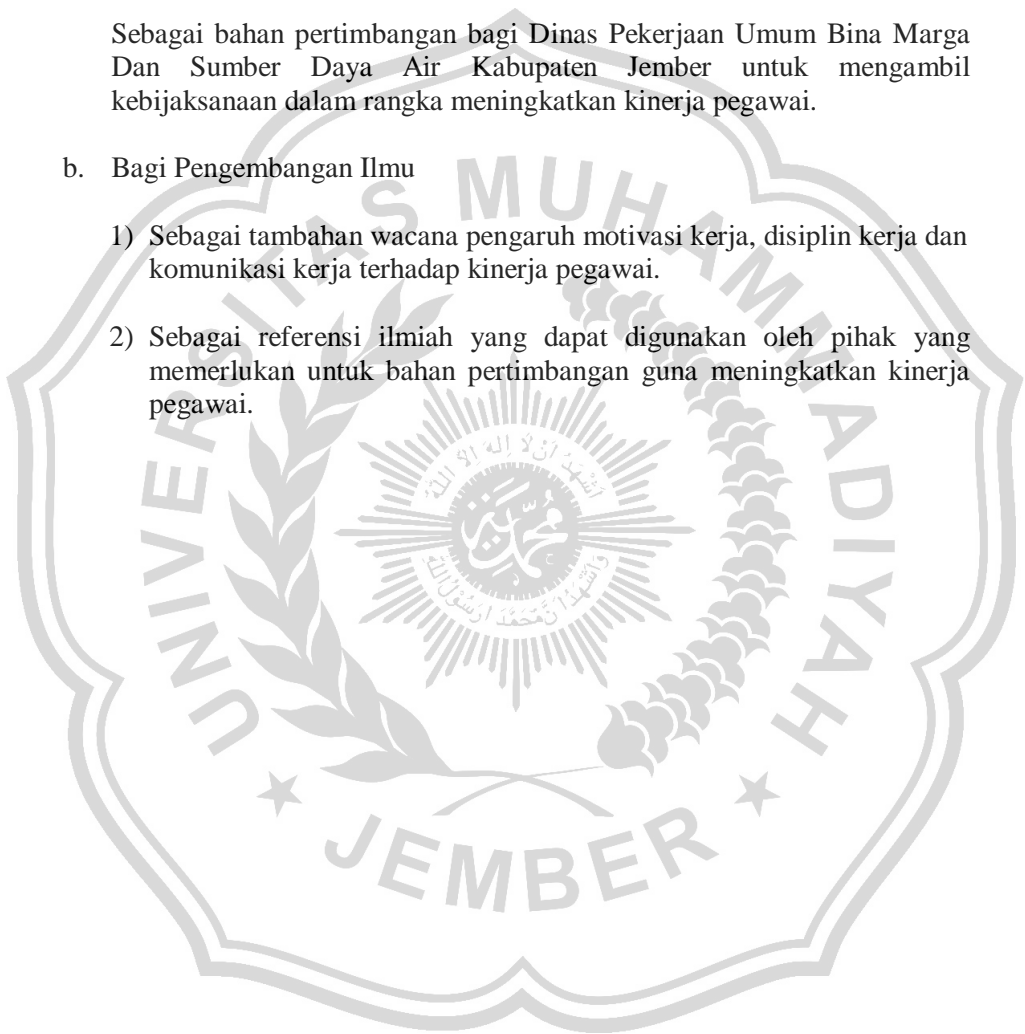 Sebagai bahan pertimbangan bagi Dinas Pekerjaan Umum Bina Marga
Dan Sumber Daya Air Kabupaten Jember untuk mengambil
kebijaksanaan dalam rangka meningkatkan kinerja pegawai.
b. Bagi Pengembangan Ilmu
1) Sebagai tambahan wacana pengaruh motivasi kerja, disiplin kerja dan
komunikasi kerja terhadap kinerja pegawai.
2) Sebagai referensi ilmiah yang dapat digunakan oleh pihak yang
memerlukan untuk bahan pertimbangan guna meningkatkan kinerja
pegawai.
UNIVERSITAS MUHAMMADIYAH
JEMBER